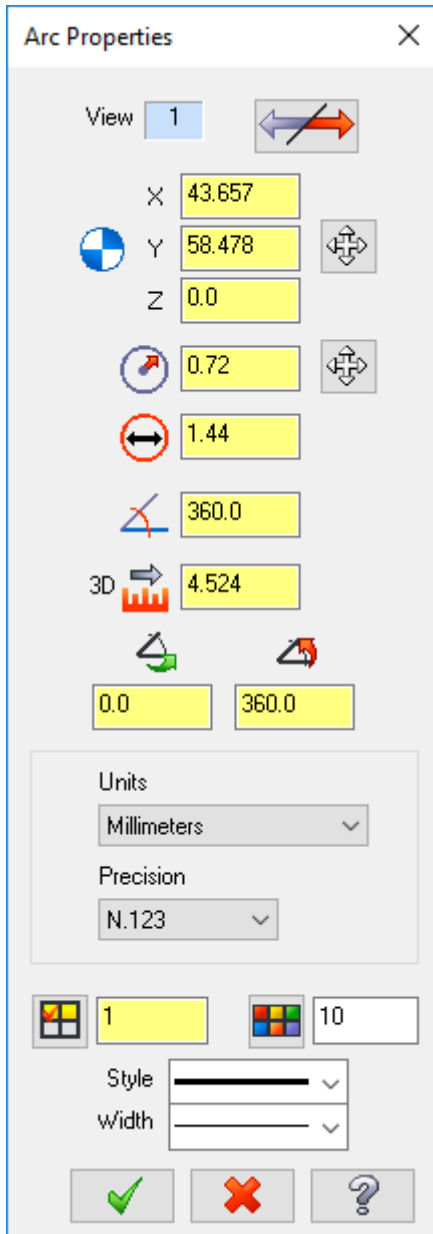 Arc Properties
View 1
X 43.657
Y 58.478
Z 0.0
0.72
1.44
360.0
3D 4.524
0.0 360.0
Units
Millimeters
Precision
N.123
1 10
Style
Width